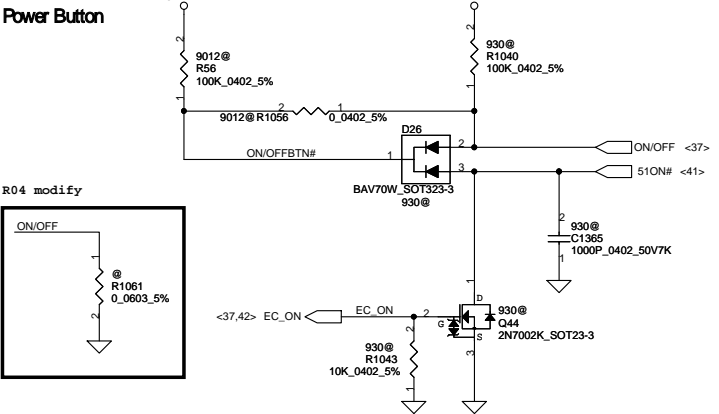 Power Button
2
9012@
R56
100K_0402_5%
1
2
930@
R1040
100K_0402_5%
1
2
1
9012@ R1056
0_0402_5%
D26
ON/OFFBTN#
1
2
3
BAV70W_SOT323-3
930@
ON/OFF <37>
51ON# <41>
R04 modify
ON/OFF
1
@
R1061
0_0603_5%
2
2
930@
C1365
1000P_0402_50V7K
1
<37,42> EC_ON
EC_ON
2
1
D
G
S
930@
Q44
2N7002K_SOT23-3
3
2
930@
R1043
10K_0402_5%
1